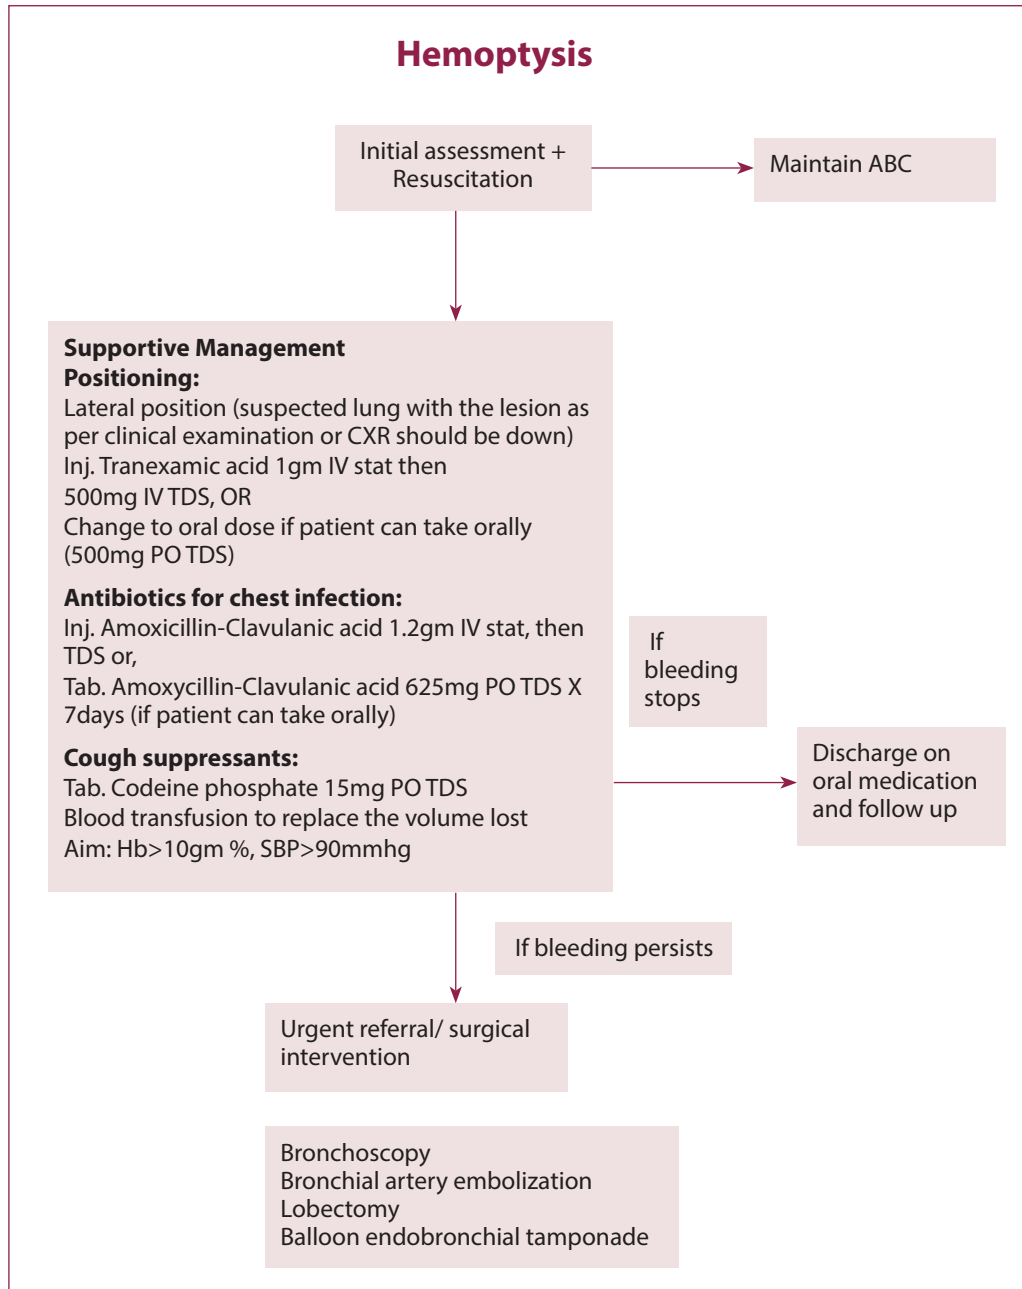 Hemoptysis
Initial assessment +
Resuscitation
Maintain ABC
Supportive Management
Positioning:
Lateral position (suspected lung with the lesion as
per clinical examination or CXR should be down)
Inj. Tranexamic acid 1gm IV stat then
500mg IV TDS, OR
Change to oral dose if patient can take orally
(500mg PO TDS)
Antibiotics for chest infection:
Inj. Amoxicillin-Clavulanic acid 1.2gm IV stat, then
TDS or,
Tab. Amoxycillin-Clavulanic acid 625mg PO TDS X
7days (if patient can take orally)
Cough suppressants:
Tab. Codeine phosphate 15mg PO TDS
Blood transfusion to replace the volume lost
Aim: Hb>10gm %, SBP>90mmhg
If
bleeding
stops
Discharge on
oral medication
and follow up
If bleeding persists
Urgent referral/ surgical
intervention
Bronchoscopy
Bronchial artery embolization
Lobectomy
Balloon endobronchial tamponade